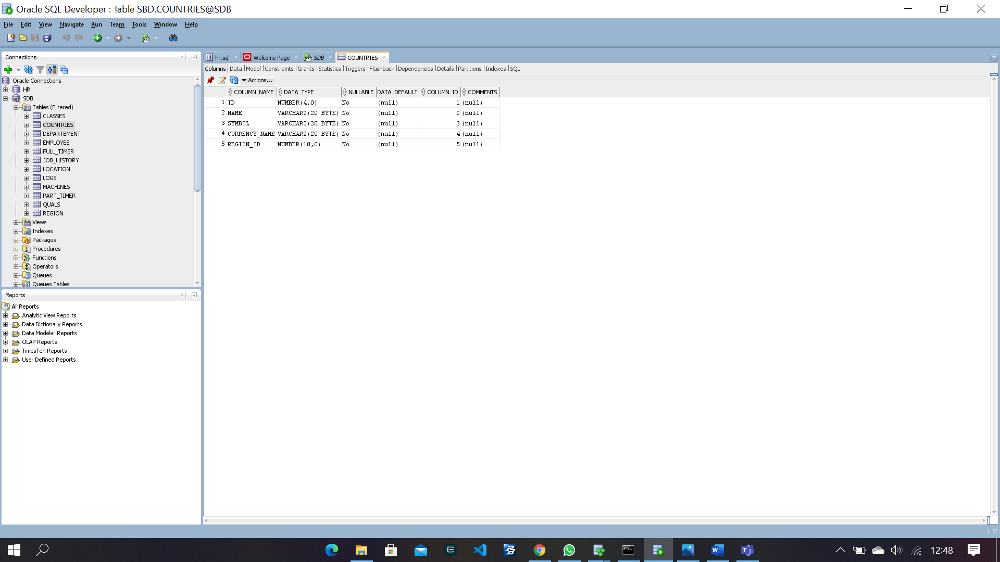 Oracle SQL Developer : Table SBD.COUNTRIES@SDB
File Edit View Navigate Run Team Tools Window Help
Connections
Oracle Connections
HR
SDB
Tables (Filtered)
CLASSES
COUNTRIES
DEPARTEMENT
EMPLOYEE
FULL_TIMER
JOB_HISTORY
LOCATION
LOGS
MACHINES
PART_TIMER
QUALS
REGION
Views
Indexes
Packages
Procedures
Functions
Operators
Queues
Queues Tables
Reports
All Reports
Analytic View Reports
Data Dictionary Reports
Data Modeler Reports
OLAP Reports
TimesTen Reports
User Defined Reports
hr.sql Welcome Page SDB COUNTRIES
Columns Data Model Constraints Grants Statistics Triggers Flashback Dependencies Details Partitions Indexes SQL
Actions...
COLUMN_NAME DATA_TYPE NULLABLE DATA_DEFAULT COLUMN_ID COMMENTS
1 ID NUMBER(4,0) No (null) 1 (null)
2 NAME VARCHAR2(20 BYTE) No (null) 2 (null)
3 SYMBOL VARCHAR2(20 BYTE) No (null) 3 (null)
4 CURRENCY_NAME VARCHAR2(20 BYTE) No (null) 4 (null)
5 REGION_ID NUMBER(10,0) No (null) 5 (null)
12:48